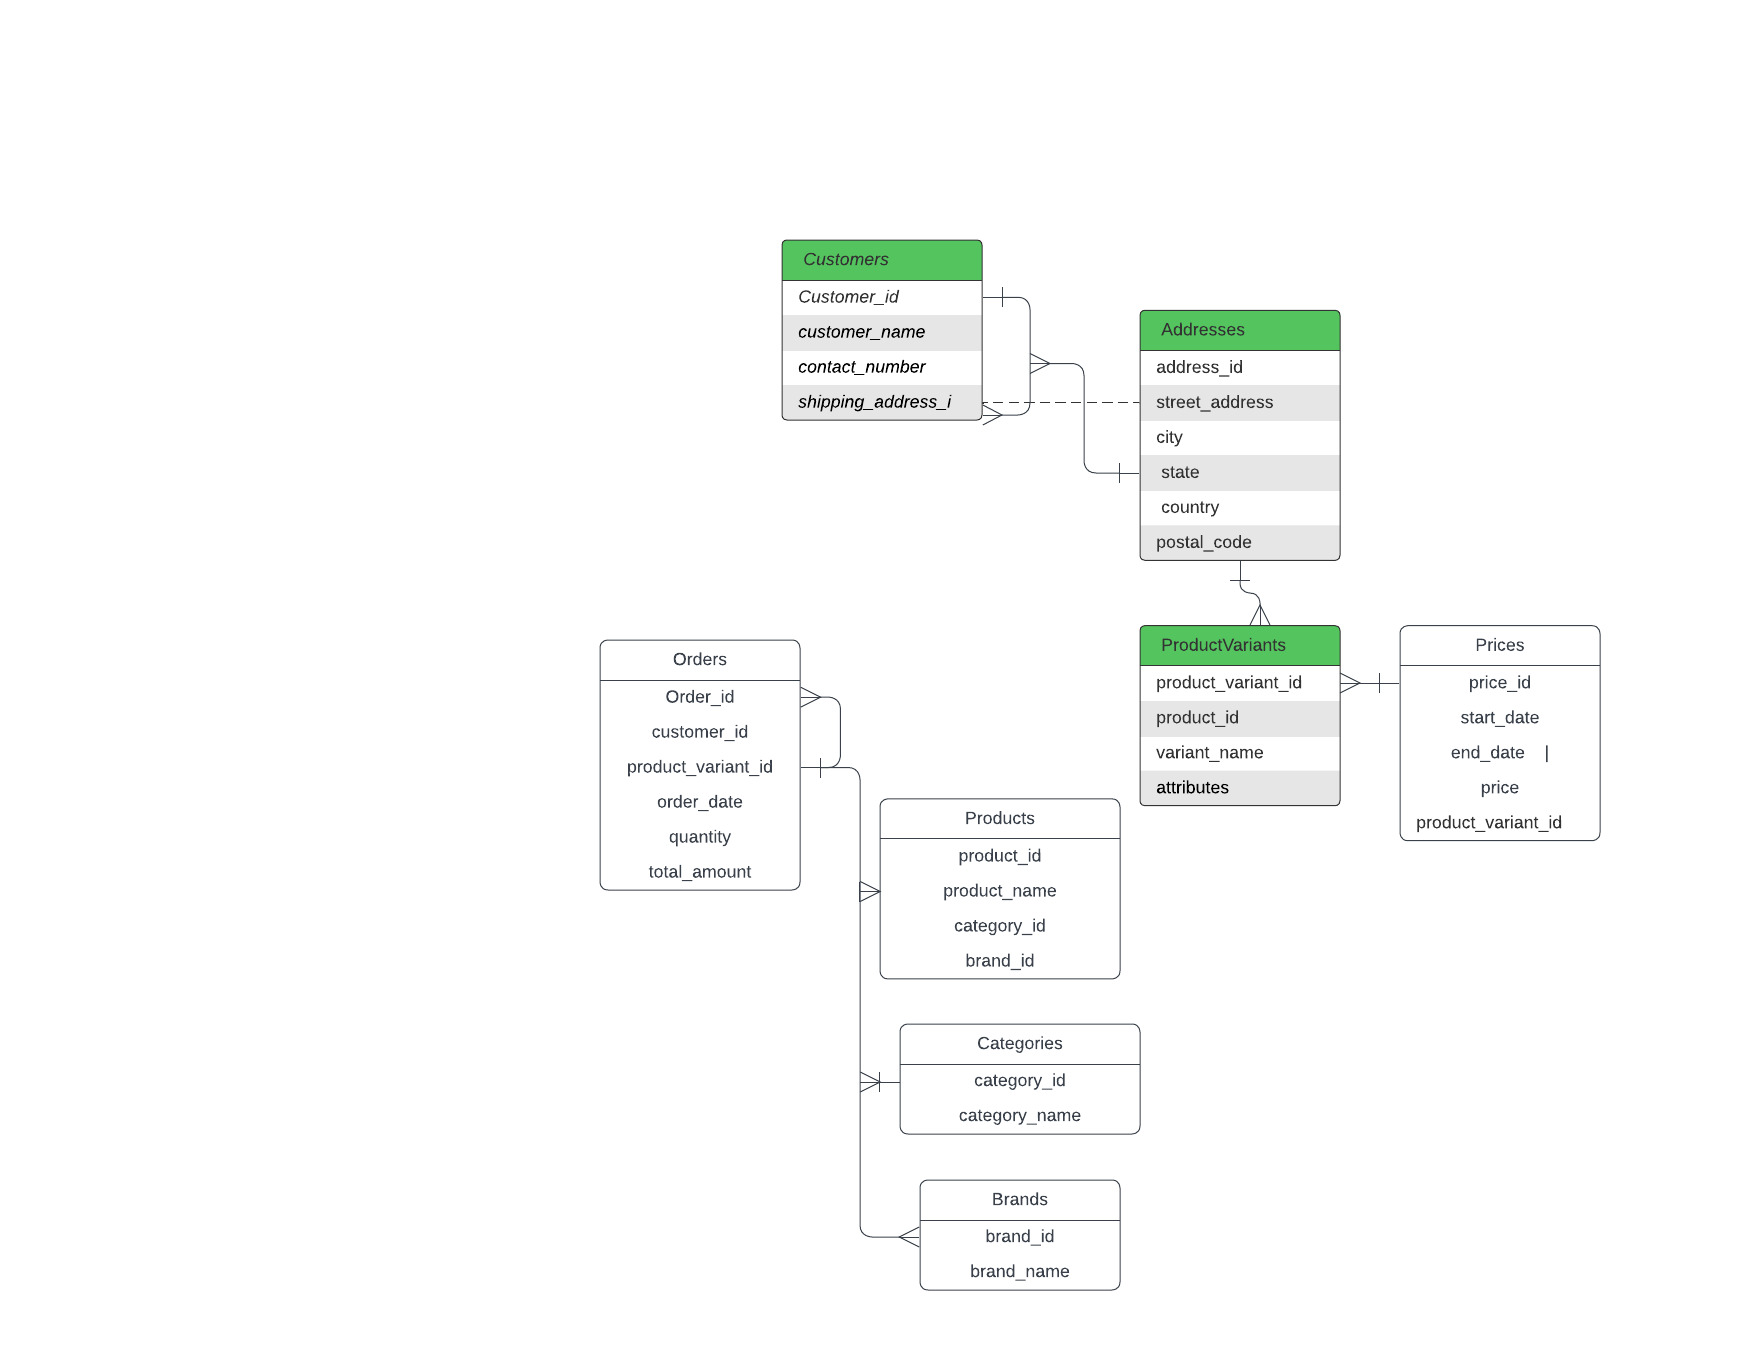 Customers
Customer_id
customer_name
contact_number
shipping_address_i
Addresses
address_id
street_address
city
state
country
postal_code
Orders
Order_id
customer_id
product_variant_id
order_date
quantity
total_amount
ProductVariants
product_variant_id
product_id
variant_name
attributes
Prices
price_id
start_date
end_date |
price
product_variant_id
Products
product_id
product_name
category_id
brand_id
Categories
category_id
category_name
Brands
brand_id
brand_name